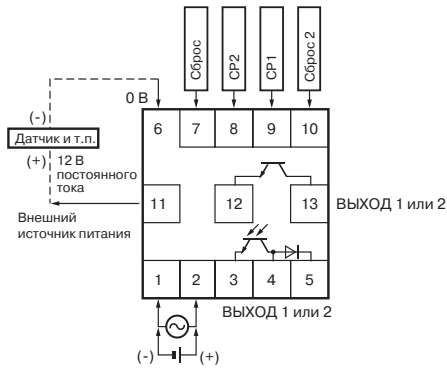 Сброс
CP2
CP1
Сброс 2
0 В
(-)
6
7
8
9
10
Датчик и т.п.
(+)
12 В
постоянного
тока
11
12
13
ВЫХОД 1 или 2
Внешний
источник питания
1
2
3
4
5
ВЫХОД 1 или 2
(-)
(+)